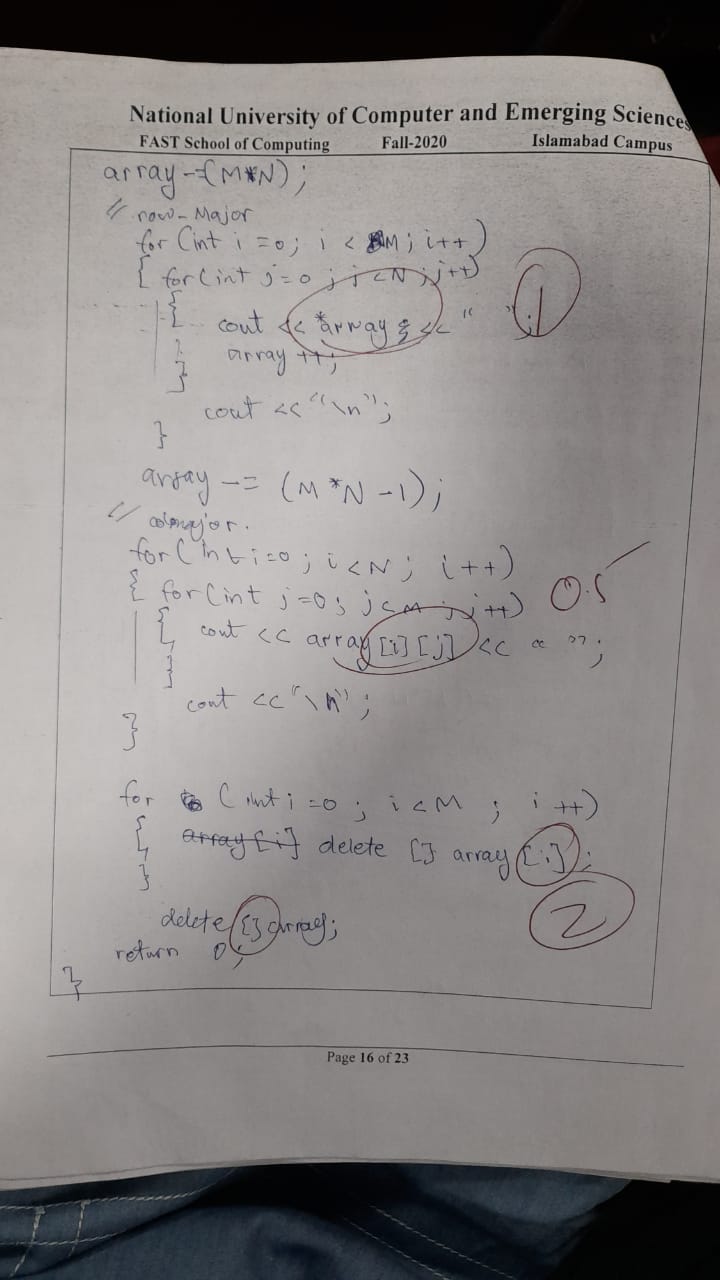 National University of Computer and Emerging Sciences
FAST School of Computing Fall-2020 Islamabad Campus
array -= (M*N);
// row-Major
for (int i = 0; i < M; i++)
{ for (int j = 0; j < N; j++)
{ cout << *array << " ";
1
array ++;
}
cout << "\n";
}
array -= (M*N -1);
// colmajor.
for (int i=0; i<N; i++)
{ for (int j=0; j<M; j++)
0.5
{ cout << array[i][j] << " ";
}
cout << "\n";
}
for (int i=0; i<M; i++)
{ array[i] delete [] array[i];
}
2
delete [] array;
return 0;
}
Page 16 of 23